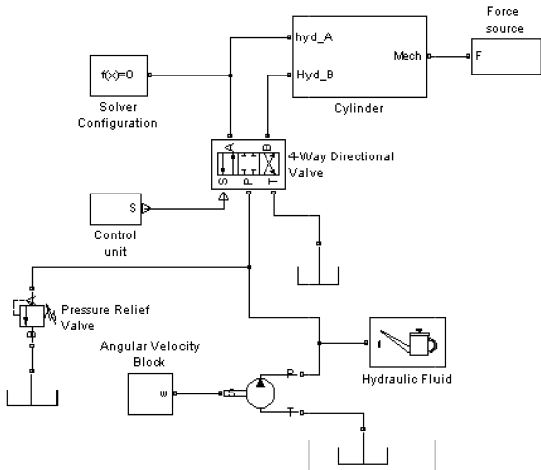 Force
source
hyd_A
Mech
F
f(x)=0
Hyd_B
Solver
Configuration
Cylinder
A
B
4-Way Directional
Valve
S
P
T
S
Control
unit
A
Pressure Relief
Valve
B
Angular Velocity
Block
P
Hydraulic Fluid
w
S
T